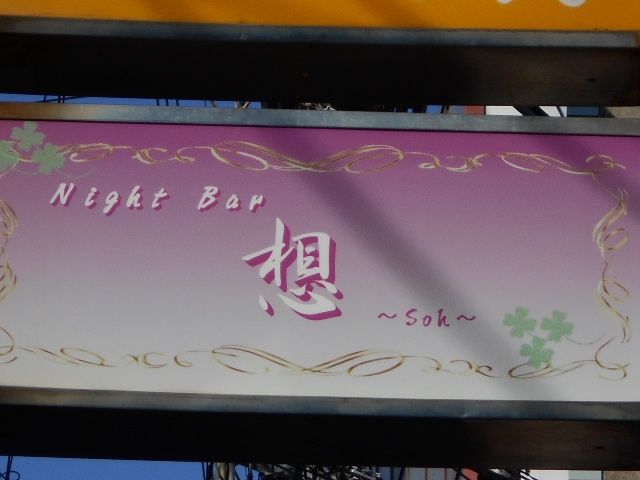 Night Bar
想
～Soh～